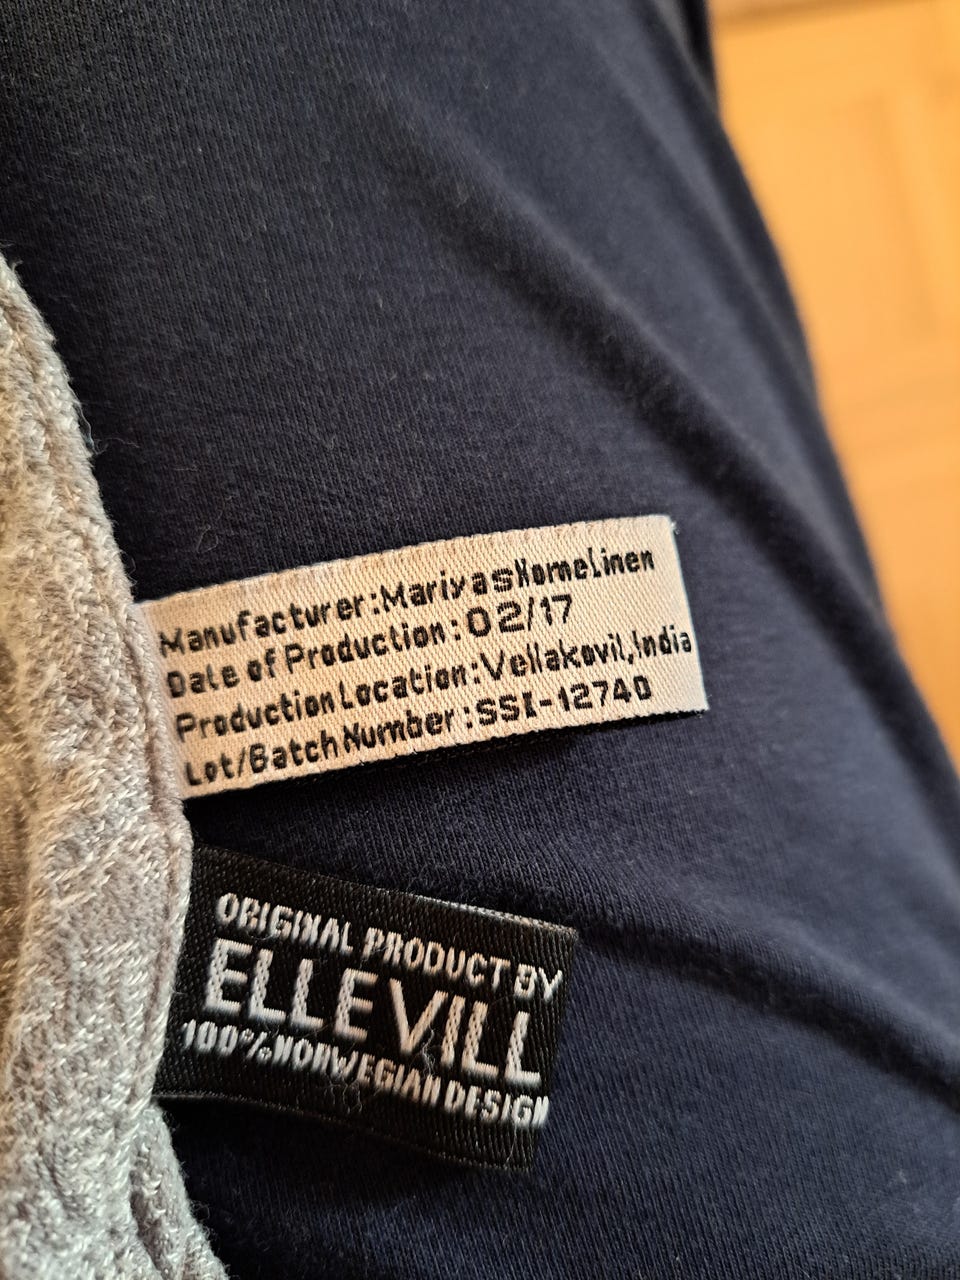 Manufacturer:MariyasHomeLinen
Date of Production:02/17
Production Location:Vellakovil,India
Lot/Batch Number:SSI-12740
ORIGINAL PRODUCT BY
ELLEVILL
100% NORWEGIAN DESIGN